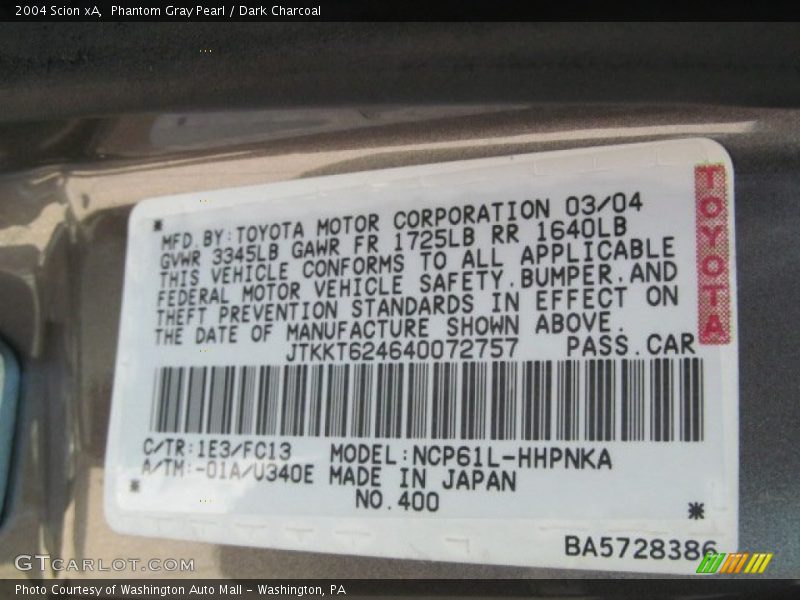 2004 Scion xA, Phantom Gray Pearl / Dark Charcoal
MFD.BY:TOYOTA MOTOR CORPORATION 03/04
GVWR 3345LB GAWR FR 1725LB RR 1640LB
THIS VEHICLE CONFORMS TO ALL APPLICABLE
FEDERAL MOTOR VEHICLE SAFETY.BUMPER.AND
THEFT PREVENTION STANDARDS IN EFFECT ON
THE DATE OF MANUFACTURE SHOWN ABOVE.
JTKKT624640072757 PASS.CAR
TOYOTA
C/TR:1E3/FC13 MODEL:NCP61L-HHPNKA
A/TM:-01A/U340E MADE IN JAPAN
NO.400
BA5728386
GTCARLOT.COM
Photo Courtesy of Washington Auto Mall - Washington, PA